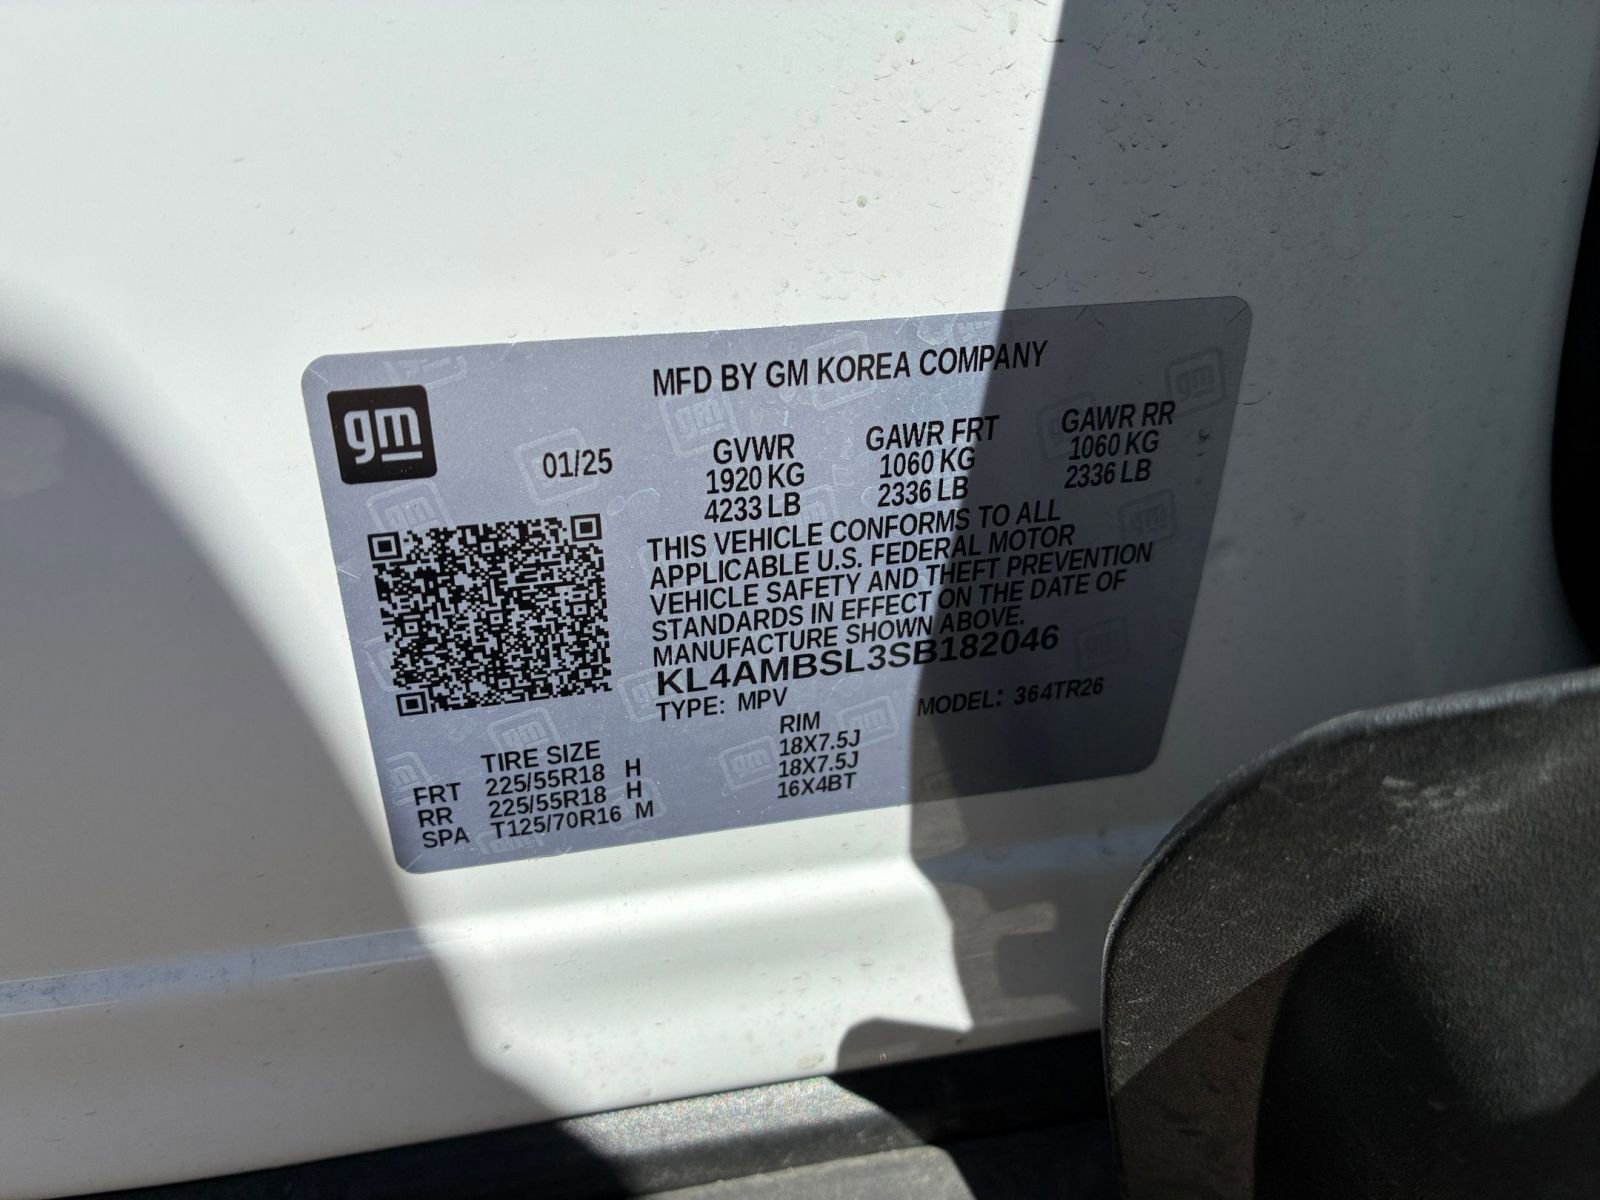 gm
MFD BY GM KOREA COMPANY
01/25
GVWR GAWR FRT GAWR RR
1920 KG 1060 KG 1060 KG
4233 LB 2336 LB 2336 LB
THIS VEHICLE CONFORMS TO ALL
APPLICABLE U.S. FEDERAL MOTOR
VEHICLE SAFETY AND THEFT PREVENTION
STANDARDS IN EFFECT ON THE DATE OF
MANUFACTURE SHOWN ABOVE.
KL4AMBSL3SB182046
TYPE: MPV MODEL: 364TR26
TIRE SIZE RIM
FRT 225/55R18 H 18X7.5J
RR 225/55R18 H 18X7.5J
SPA T125/70R16 M 16X4BT